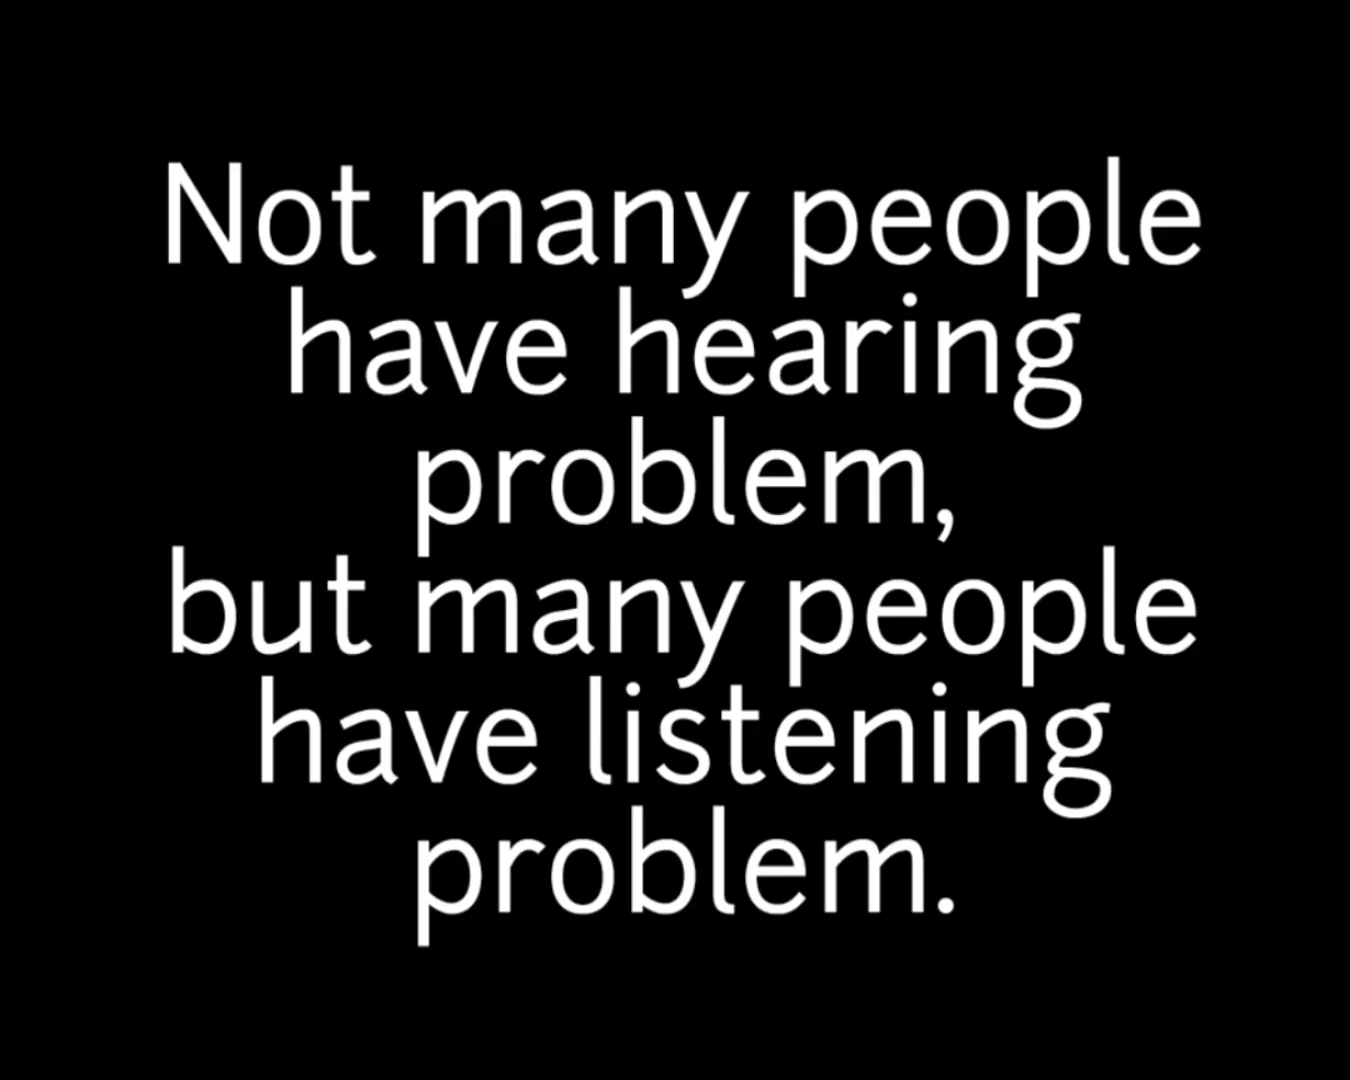 Not many people
have hearing
problem,
but many people
have listening
problem.